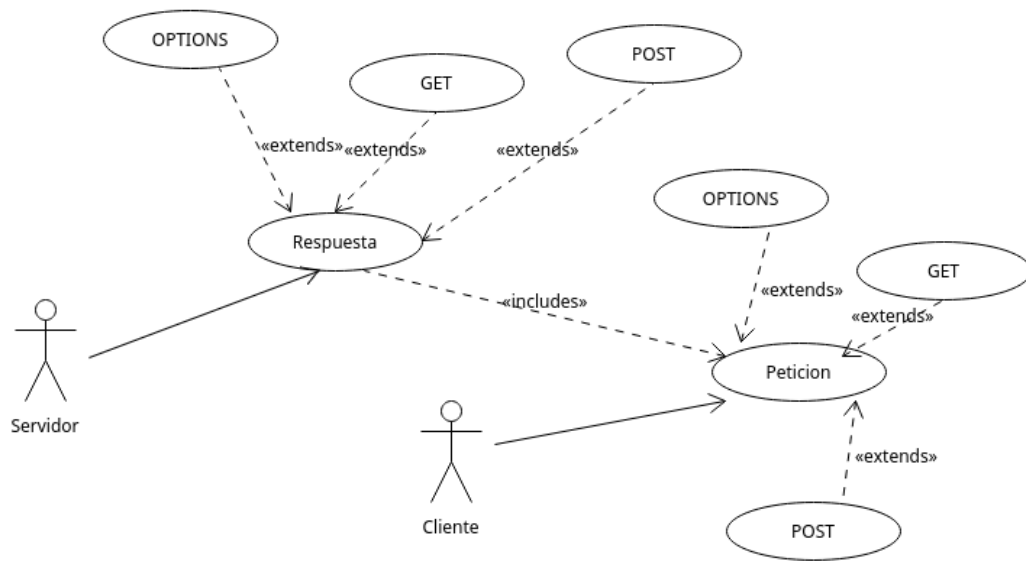 OPTIONS
GET
POST
«extends»
«extends»
«extends»
OPTIONS
Respuesta
GET
«extends»
«includes»
«extends»
Peticion
Servidor
«extends»
Cliente
POST